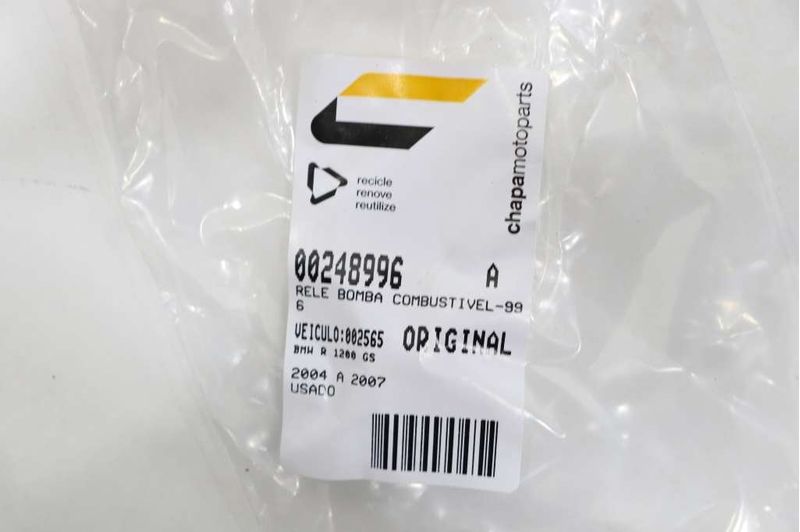 chapamotoparts
recicle
renove
reutilize
00248996 A
RELE BOMBA COMBUSTIVEL-99
6
VEICULO:002565 ORIGINAL
BMW R 1200 GS
2004 A 2007
USADO